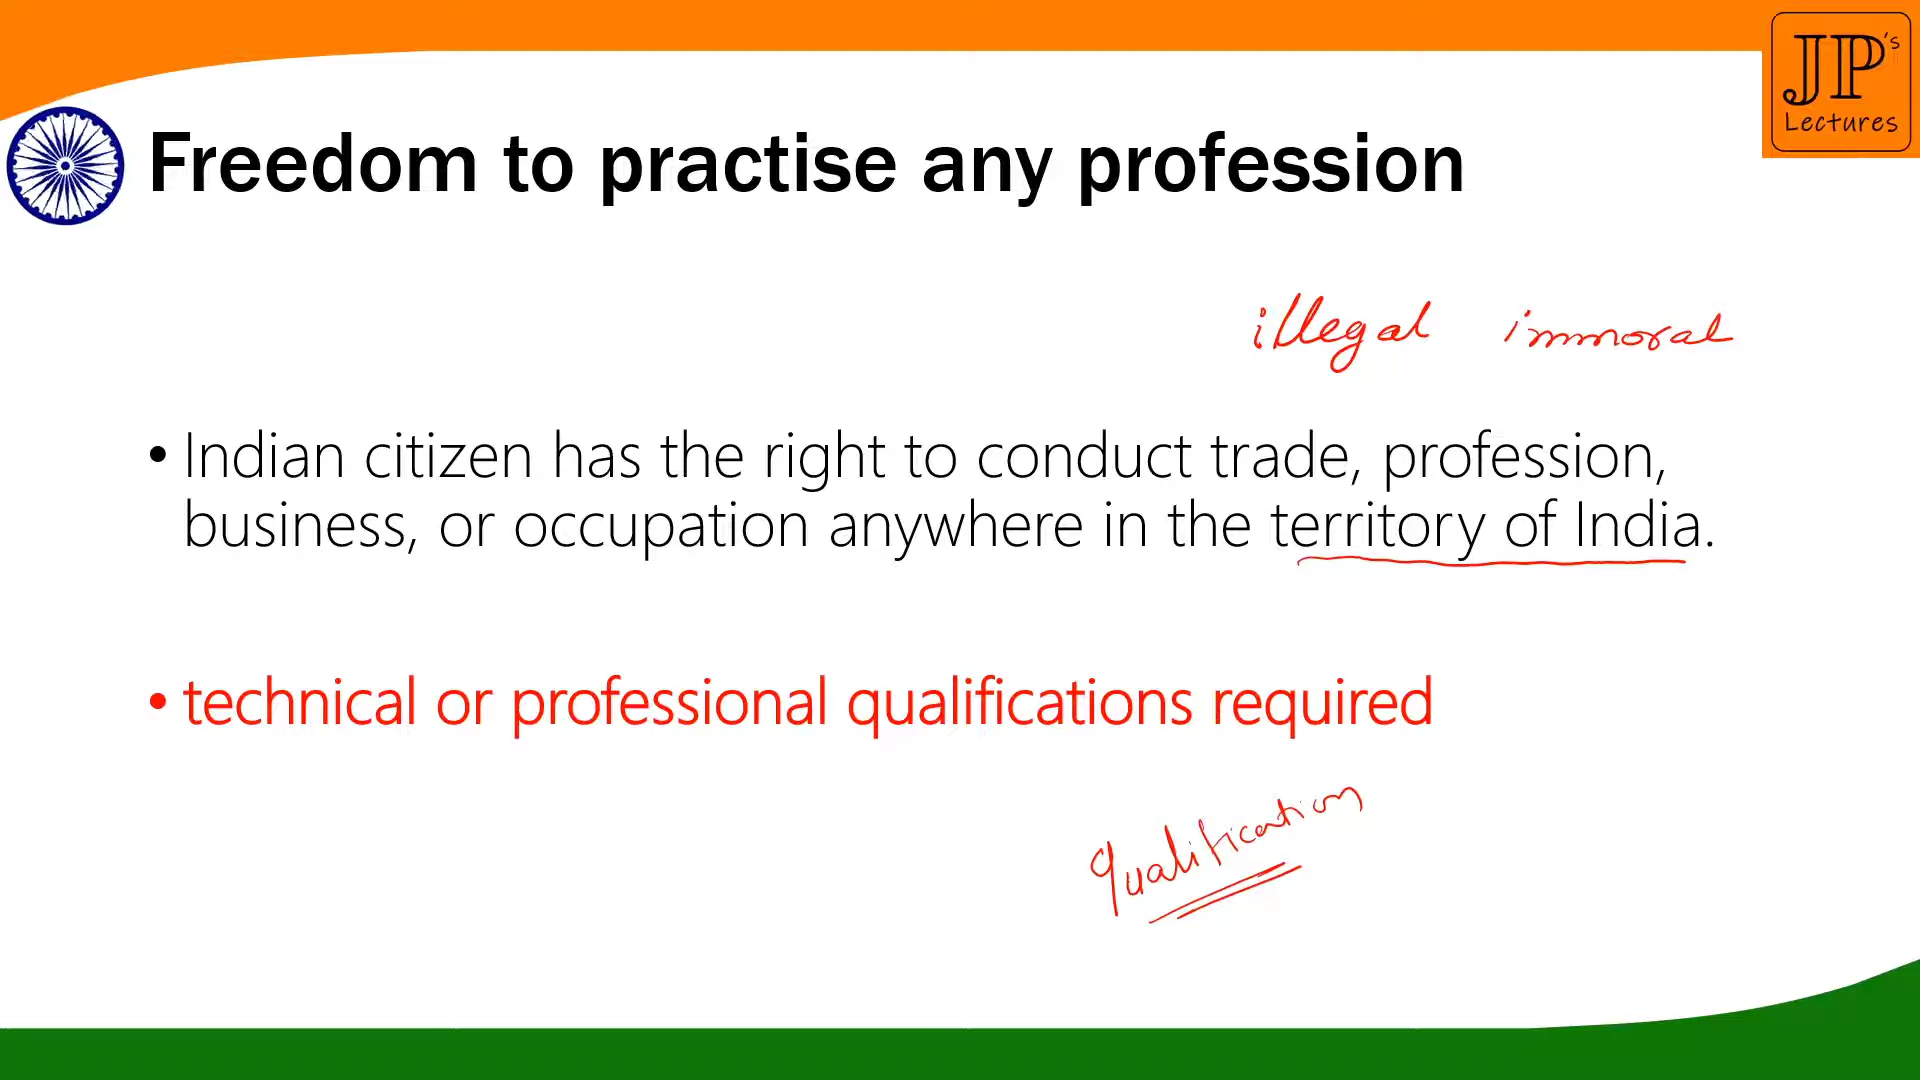 JP's
Lectures
Freedom to practise any profession
illegal immoral
• Indian citizen has the right to conduct trade, profession,
business, or occupation anywhere in the territory of India.
• technical or professional qualifications required
qualification